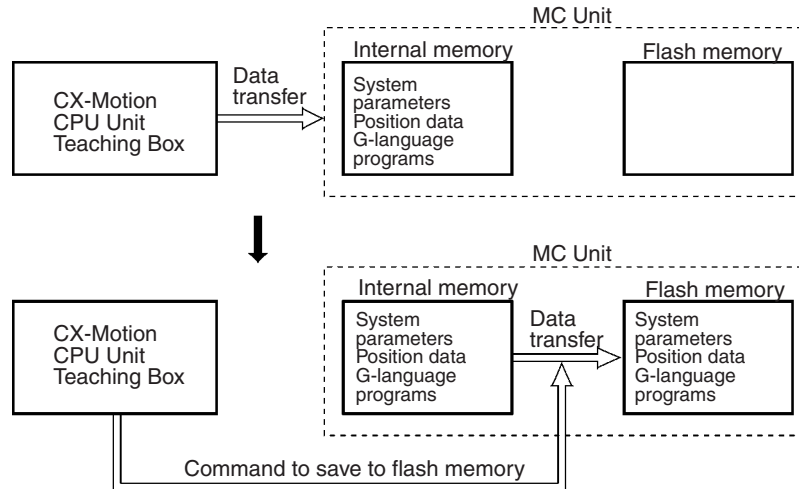 MC Unit
Internal memory
Flash memory
CX-Motion
CPU Unit
Teaching Box
Data
transfer
System
parameters
Position data
G-language
programs
MC Unit
Internal memory
Flash memory
CX-Motion
CPU Unit
Teaching Box
System
parameters
Position data
G-language
programs
Data
transfer
System
parameters
Position data
G-language
programs
Command to save to flash memory